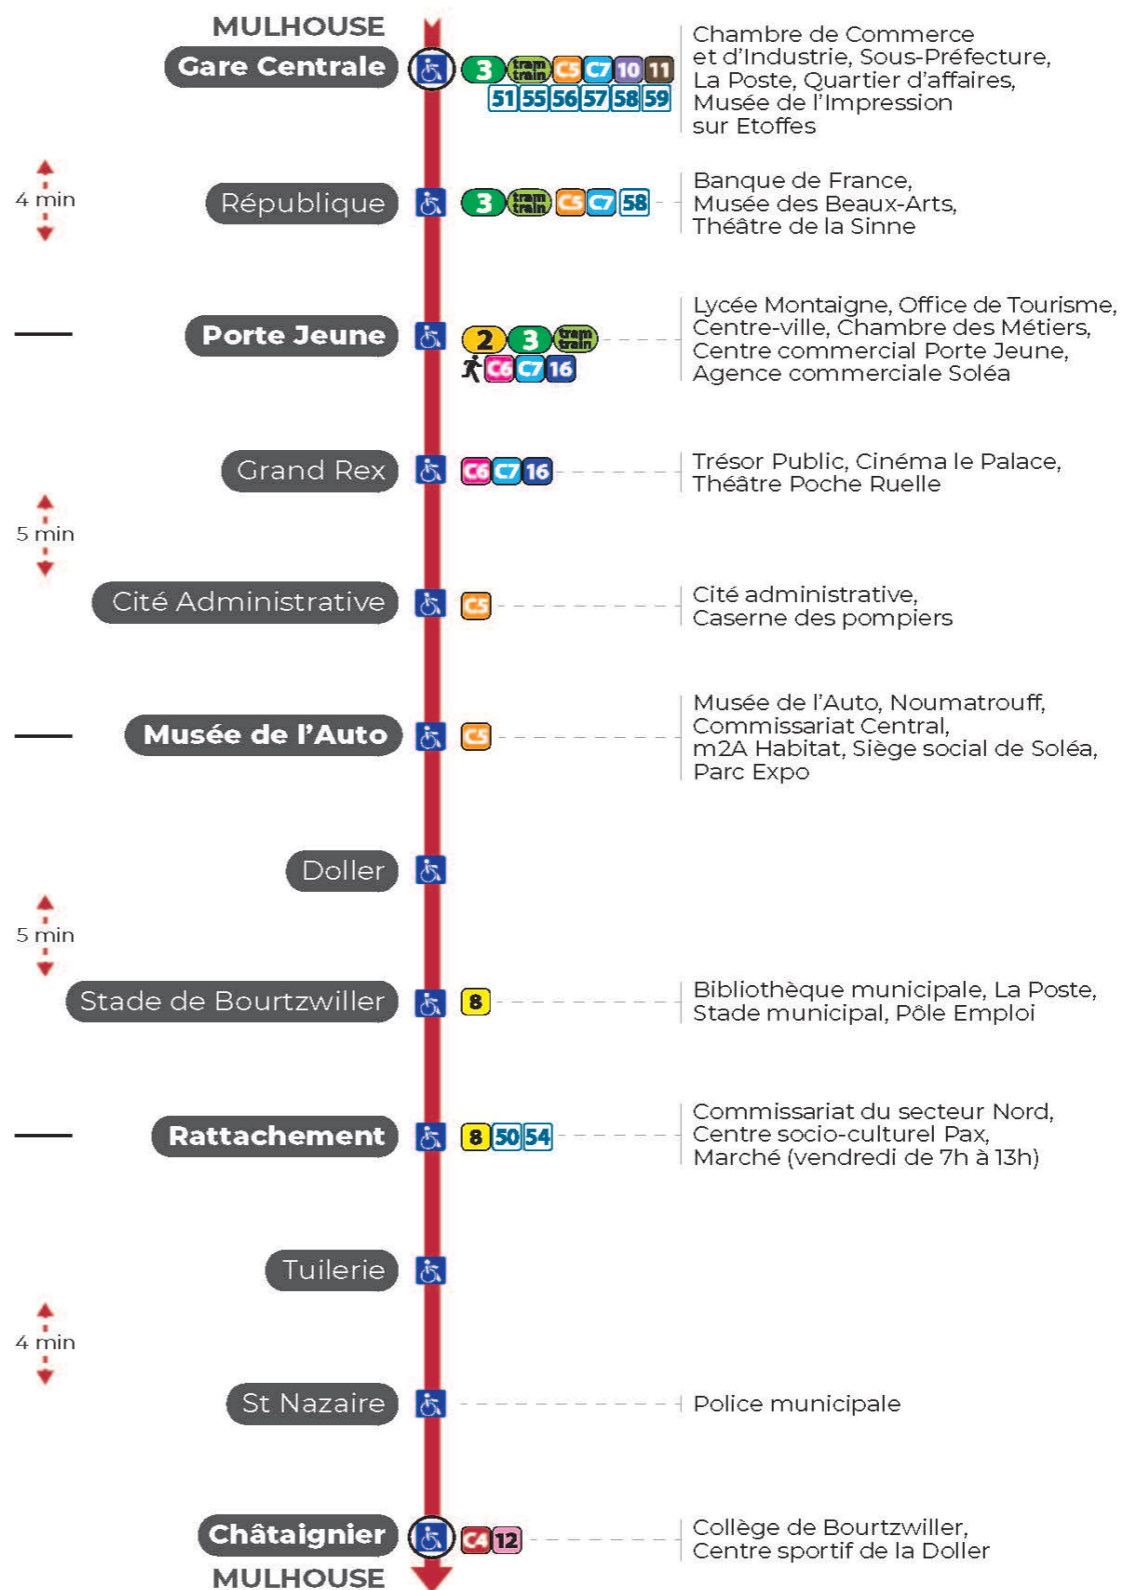 MULHOUSE
Gare Centrale
3 tram train C5 C7 10 11
51 55 56 57 58 59
Chambre de Commerce
et d'Industrie, Sous-Préfecture,
La Poste, Quartier d'affaires,
Musée de l'Impression
sur Etoffes
4 min
République
3 tram train C5 C7 58
Banque de France,
Musée des Beaux-Arts,
Théâtre de la Sinne
Porte Jeune
2 3 tram train
C6 C7 16
Lycée Montaigne, Office de Tourisme,
Centre-ville, Chambre des Métiers,
Centre commercial Porte Jeune,
Agence commerciale Soléa
Grand Rex
C6 C7 16
Trésor Public, Cinéma le Palace,
Théâtre Poche Ruelle
5 min
Cité Administrative
C5
Cité administrative,
Caserne des pompiers
Musée de l'Auto
C5
Musée de l'Auto, Noumatrouff,
Commissariat Central,
m2A Habitat, Siège social de Soléa,
Parc Expo
Doller
5 min
Stade de Bourtzwiller
8
Bibliothèque municipale, La Poste,
Stade municipal, Pôle Emploi
Rattachement
8 50 54
Commissariat du secteur Nord,
Centre socio-culturel Pax,
Marché (vendredi de 7h à 13h)
Tuilerie
4 min
St Nazaire
Police municipale
Châtaignier
C4 12
Collège de Bourtzwiller,
Centre sportif de la Doller
MULHOUSE